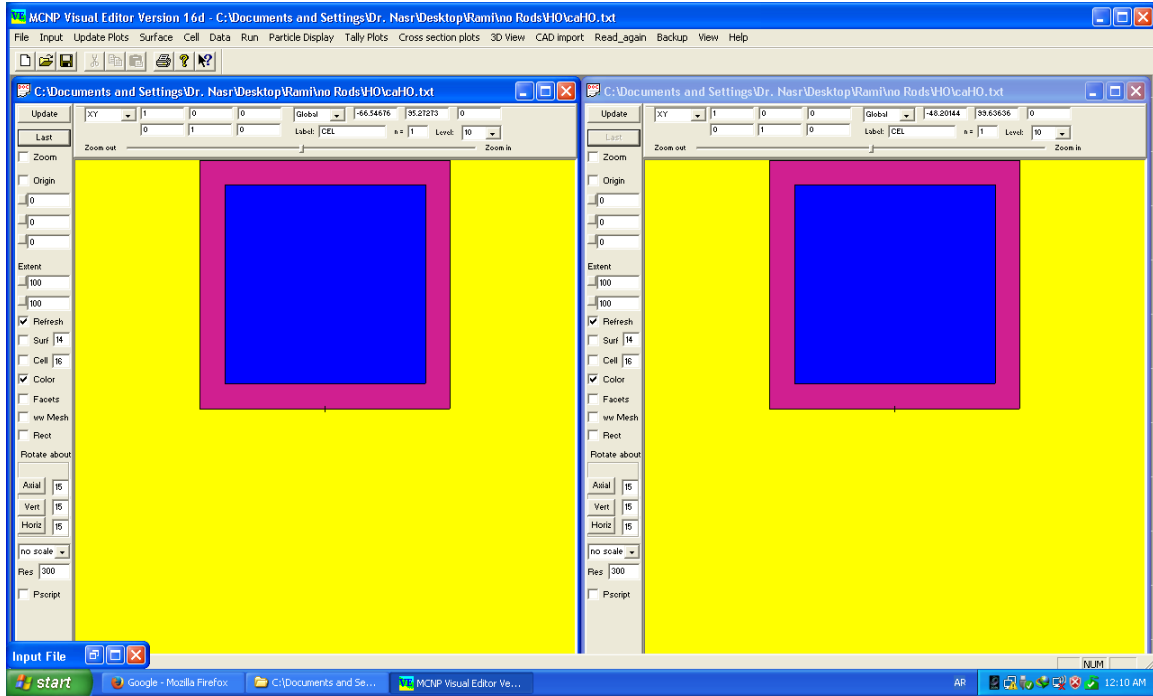 MCNP Visual Editor Version 16d - C:\Documents and Settings\Dr. Nasr\Desktop\Rami\no Rods\HO\caHO.txt
File Input Update Plots Surface Cell Data Run Particle Display Tally Plots Cross section plots 3D View CAD import Read_again Backup View Help
C:\Documents and Settings\Dr. Nasr\Desktop\Rami\no Rods\HO\caHO.txt
Update XY 1 0 0 Global -66.54676 95.27273 0
Last 0 1 0 Label: CEL n = 1 Level: 10
Zoom out Zoom in
Zoom
Origin
0
0
0
Extent
100
100
Refresh
Surf 14
Cell 16
Color
Facets
ww Mesh
Rect
Rotate about
Axial 15
Vert 15
Horiz 15
no scale
Res 300
Pscript
C:\Documents and Settings\Dr. Nasr\Desktop\Rami\no Rods\HO\caHO.txt
Update XY 1 0 0 Global -48.20144 99.63636 0
Last 0 1 0 Label: CEL n = 1 Level: 10
Zoom out Zoom in
Zoom
Origin
0
0
0
Extent
100
100
Refresh
Surf 14
Cell 16
Color
Facets
ww Mesh
Rect
Rotate about
Axial 15
Vert 15
Horiz 15
no scale
Res 300
Pscript
Input File
NUM
start Google - Mozilla Firefox C:\Documents and Se... VE MCNP Visual Editor Ve... AR 12:10 AM